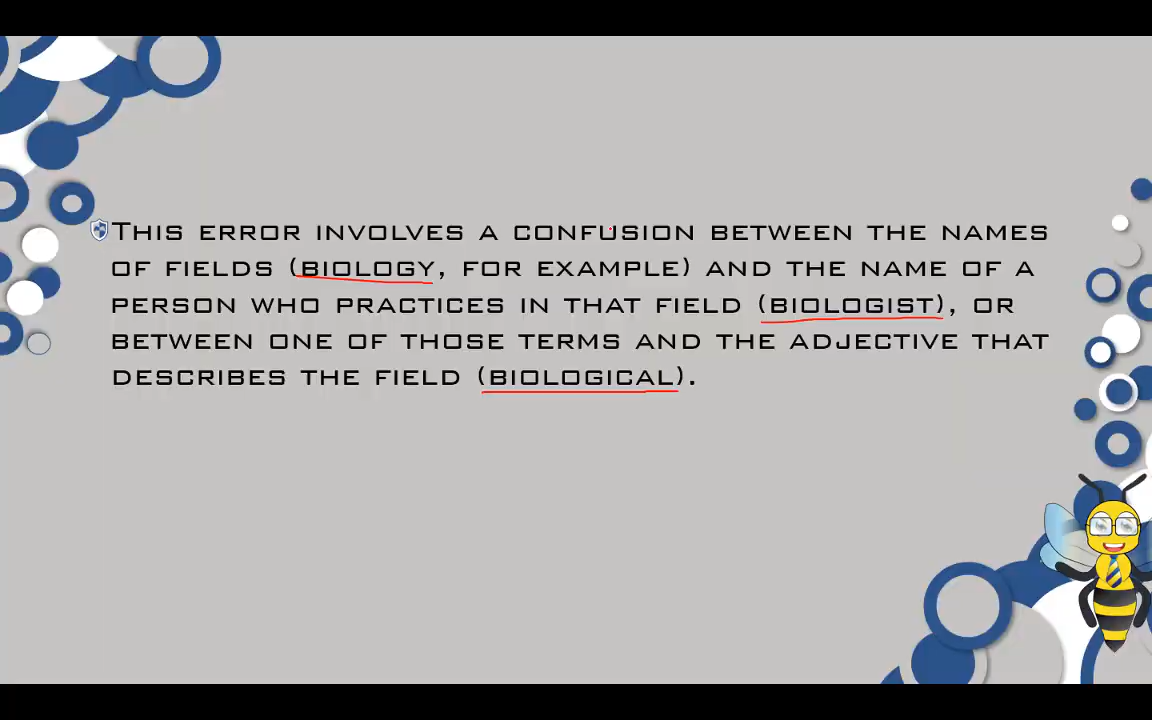 THIS ERROR INVOLVES A CONFUSION BETWEEN THE NAMES
OF FIELDS (BIOLOGY, FOR EXAMPLE) AND THE NAME OF A
PERSON WHO PRACTICES IN THAT FIELD (BIOLOGIST), OR
BETWEEN ONE OF THOSE TERMS AND THE ADJECTIVE THAT
DESCRIBES THE FIELD (BIOLOGICAL).